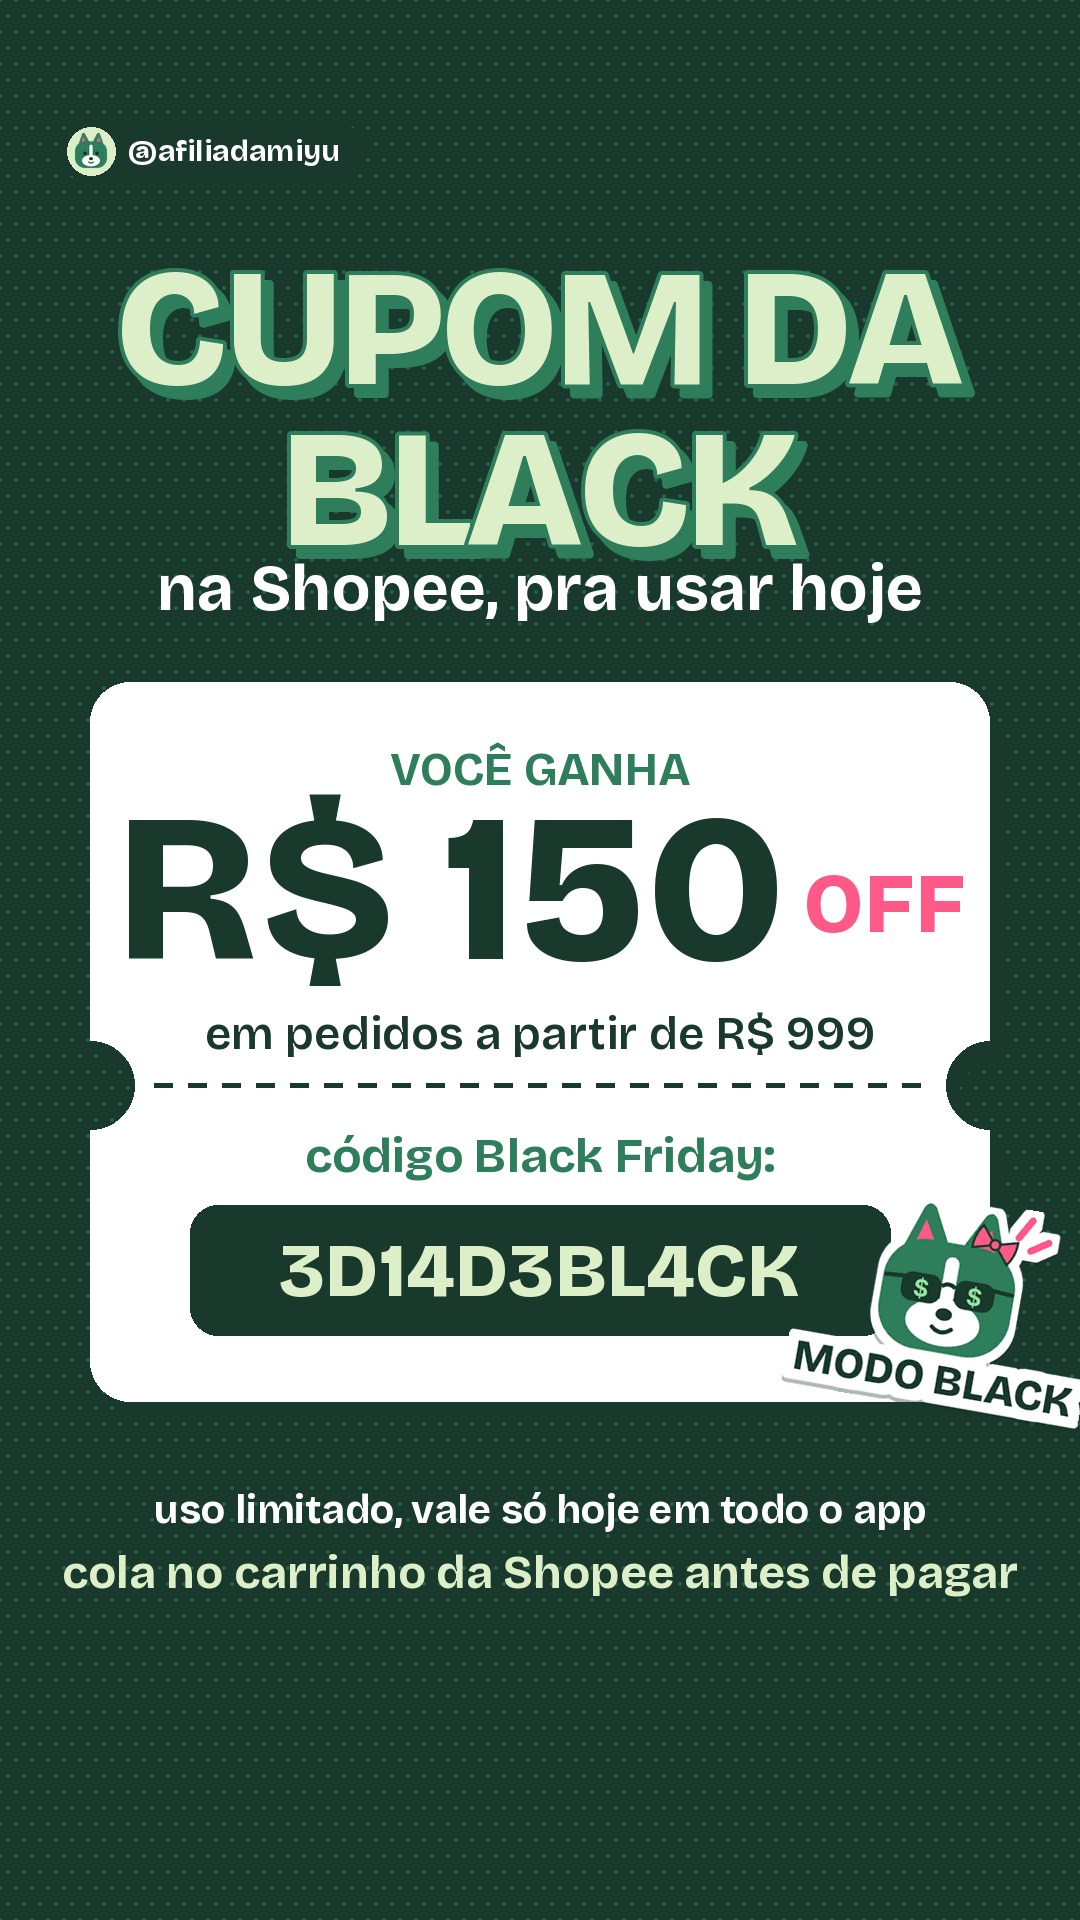 @afiliadamiyu
CUPOM DA
BLACK
na Shopee, pra usar hoje
VOCÊ GANHA
R$ 150 OFF
em pedidos a partir de R$ 999
código Black Friday:
3D14D3BL4CK
$ $
MODO BLACK
uso limitado, vale só hoje em todo o app
cola no carrinho da Shopee antes de pagar